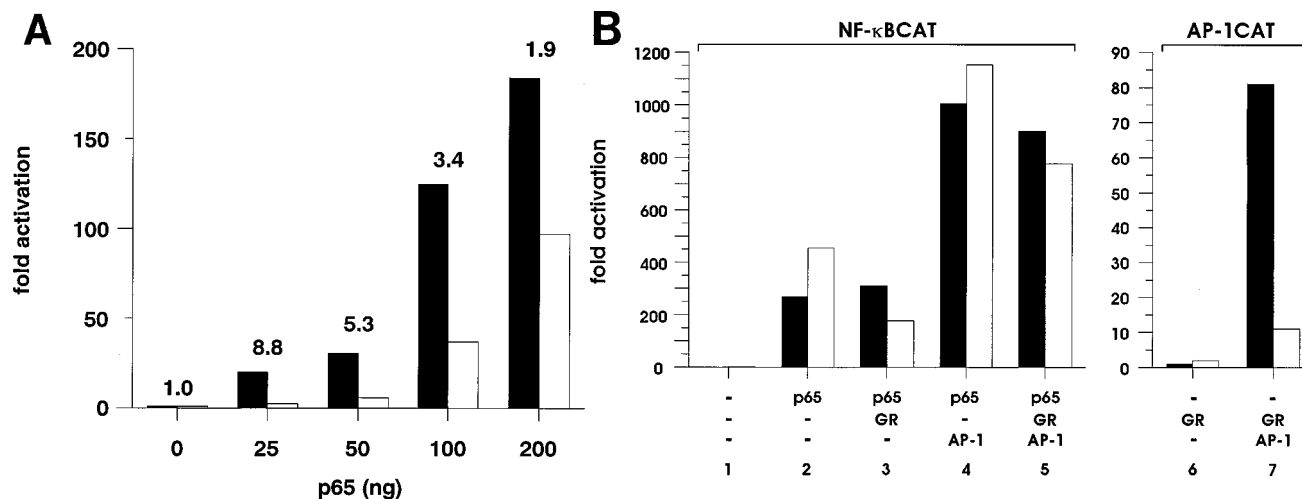 A
fold activation
200
150
100
50
0
1.0
8.8
5.3
3.4
1.9
0 25 50 100 200
p65 (ng)
B
NF-κBCAT
fold activation
1200
1000
800
600
400
200
0
- p65 p65 p65 p65
- - GR - GR
- - - AP-1 AP-1
1 2 3 4 5
AP-1CAT
90
80
70
60
50
40
30
20
10
0
- -
GR GR
- AP-1
6 7